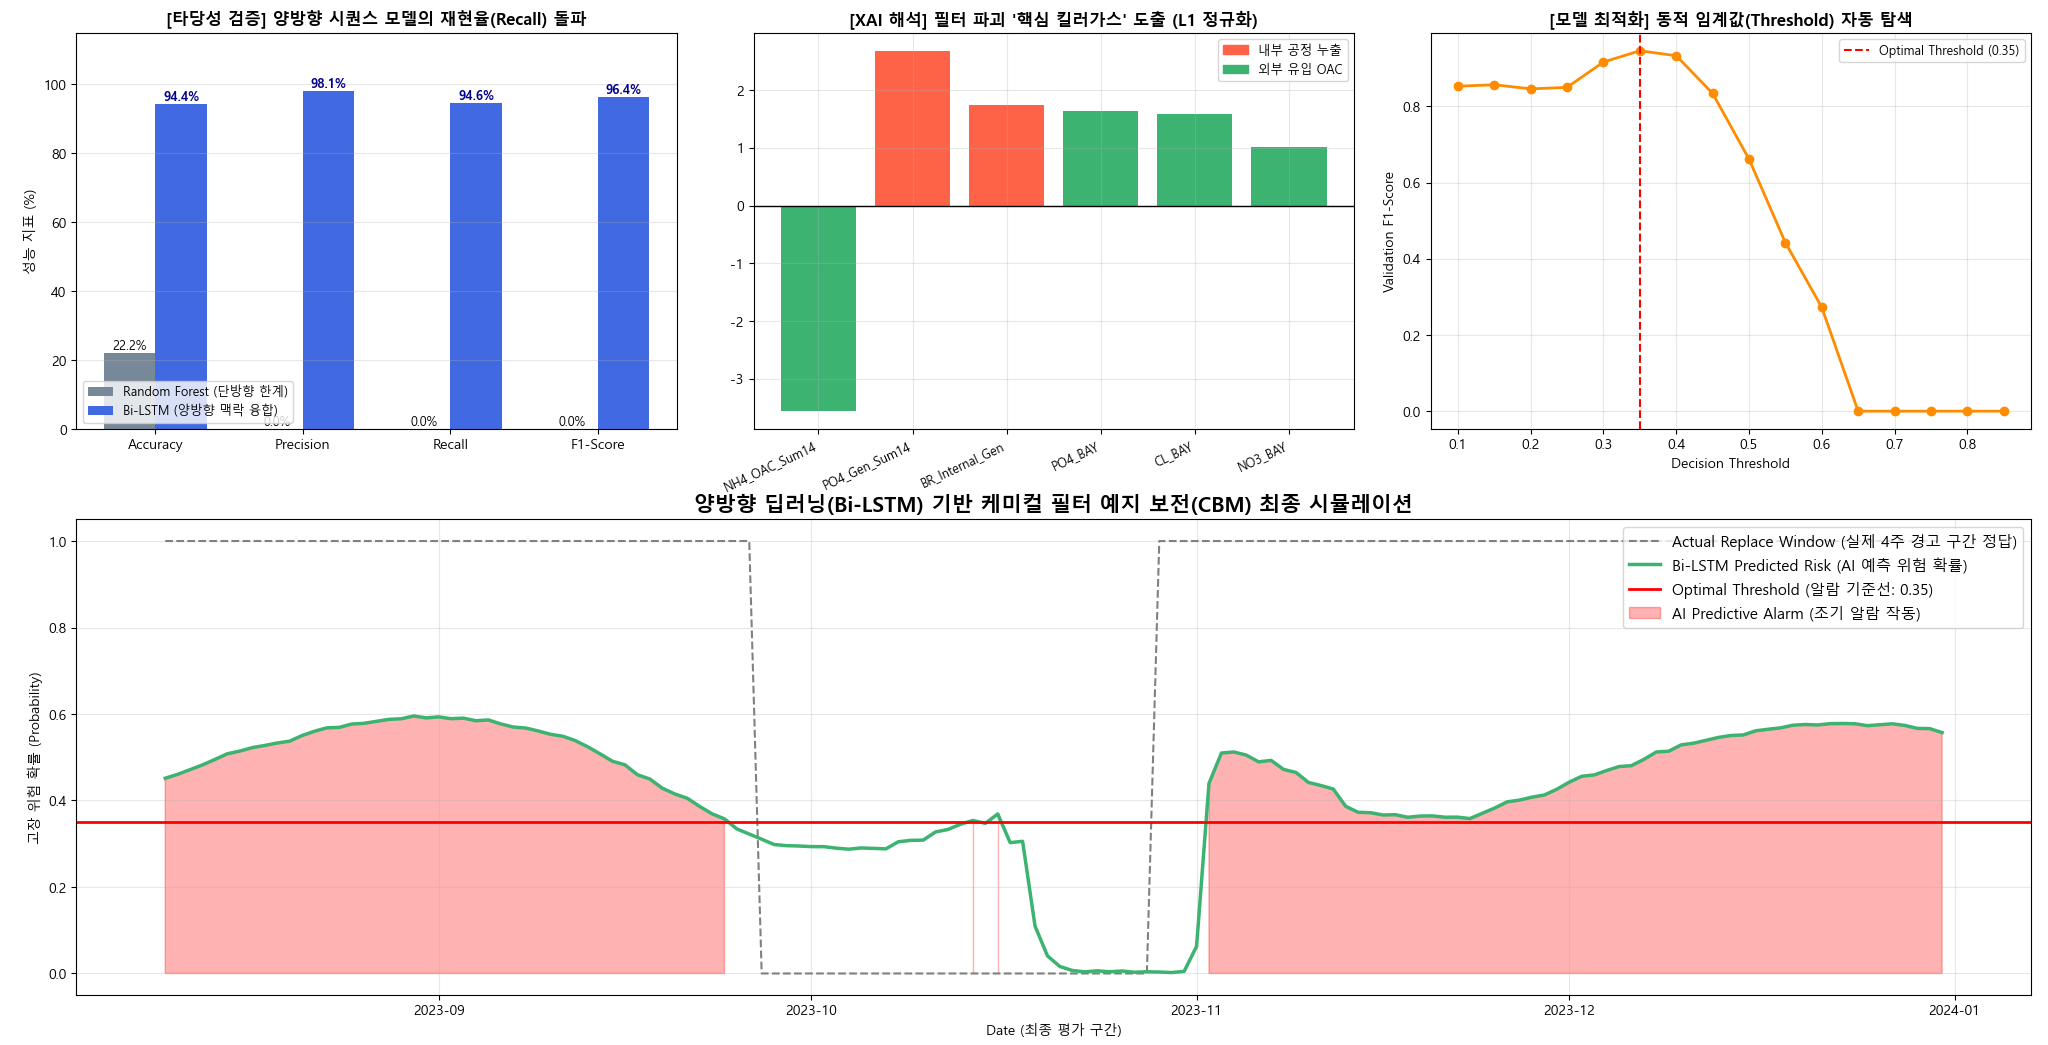 [타당성 검증] 양방향 시퀀스 모델의 재현율(Recall) 돌파
성능 지표 (%)
100
80
60
40
20
0
22.2%
94.4%
0.0%
98.1%
0.0%
94.6%
0.0%
96.4%
Random Forest (단방향 한계)
Bi-LSTM (양방향 맥락 융합)
Accuracy
Precision
Recall
F1-Score
[XAI 해석] 필터 파괴 '핵심 킬러가스' 도출 (L1 정규화)
내부 공정 누출
외부 유입 OAC
2
1
0
-1
-2
-3
NH4_OAC_Sum14
PO4_Gen_Sum14
BR_Internal_Gen
PO4_BAY
CL_BAY
NO3_BAY
[모델 최적화] 동적 임계값(Threshold) 자동 탐색
Optimal Threshold (0.35)
Validation F1-Score
0.8
0.6
0.4
0.2
0.0
0.1
0.2
0.3
0.4
0.5
0.6
0.7
0.8
Decision Threshold
양방향 딥러닝(Bi-LSTM) 기반 케미컬 필터 예지 보전(CBM) 최종 시뮬레이션
고장 위험 확률 (Probability)
1.0
0.8
0.6
0.4
0.2
0.0
Actual Replace Window (실제 4주 경고 구간 정답)
Bi-LSTM Predicted Risk (AI 예측 위험 확률)
Optimal Threshold (알람 기준선: 0.35)
AI Predictive Alarm (조기 알람 작동)
2023-09
2023-10
2023-11
2023-12
2024-01
Date (최종 평가 구간)